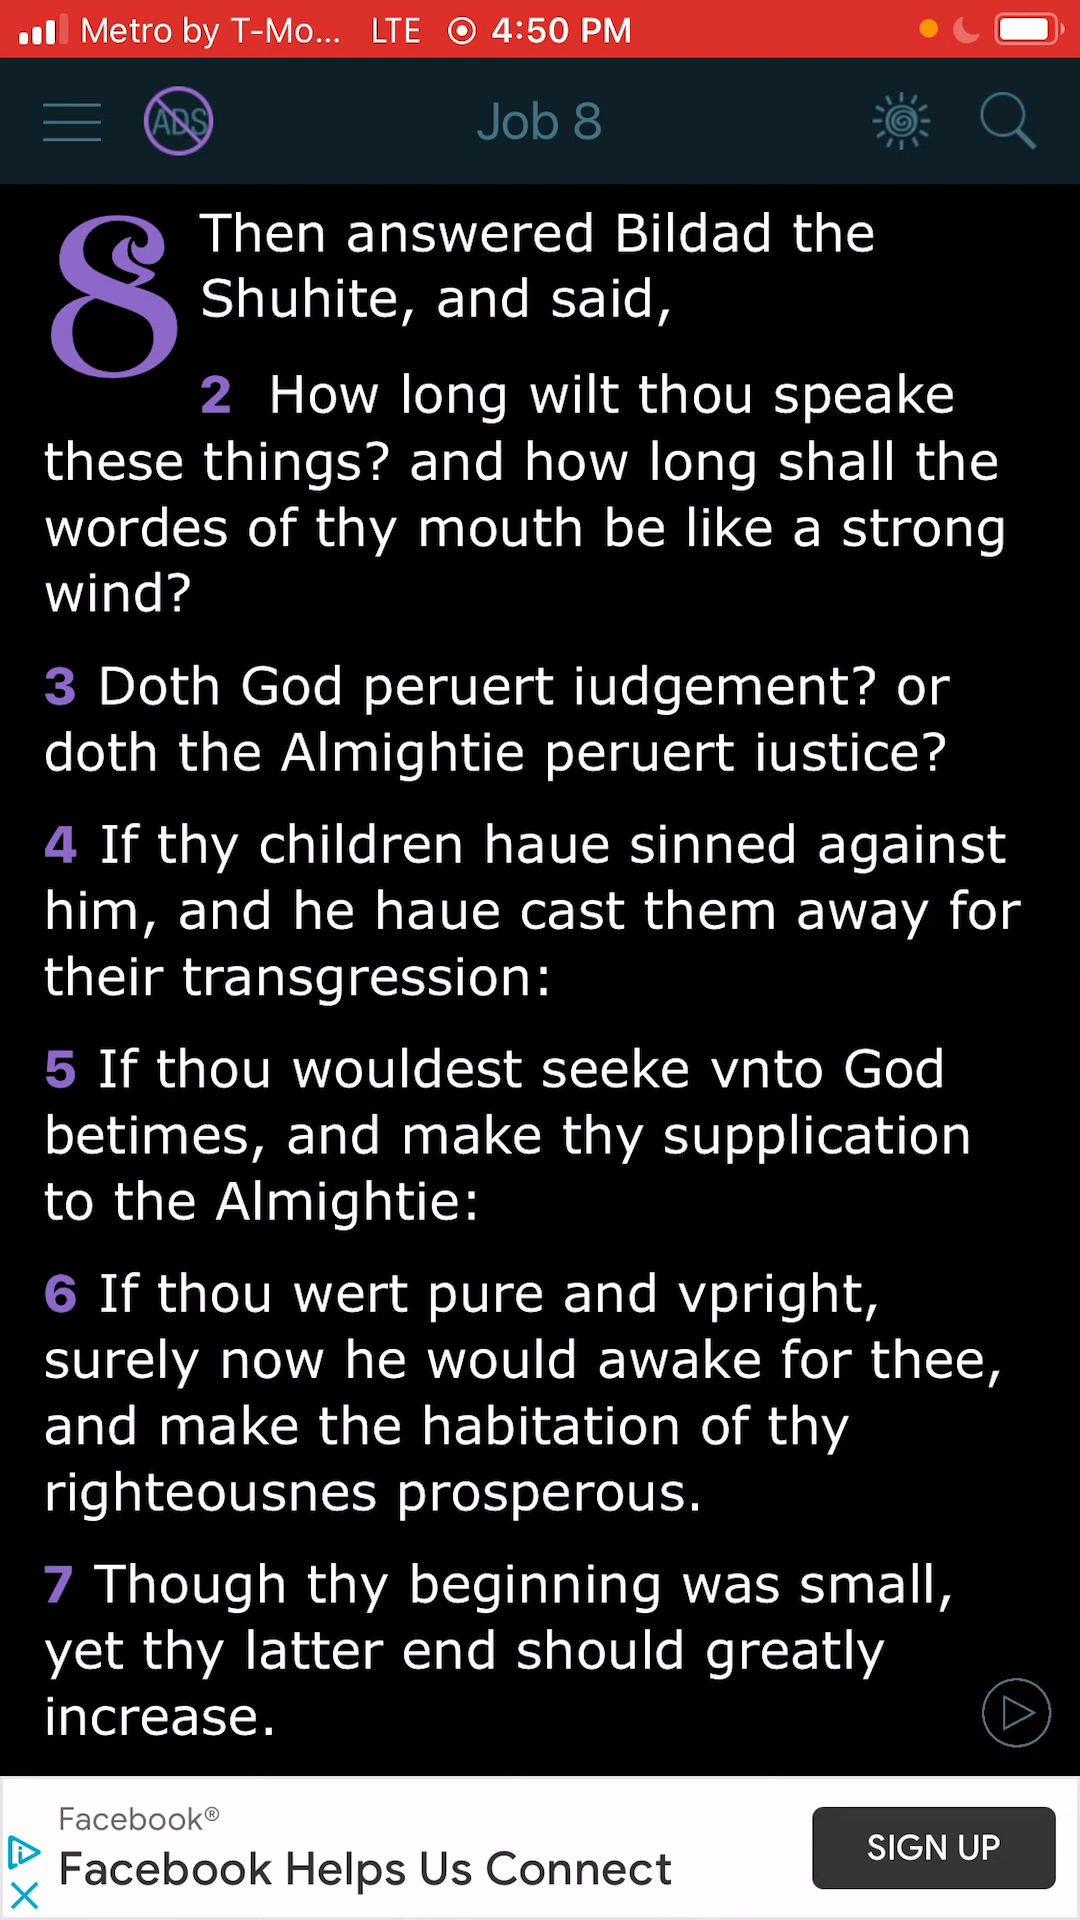 Metro by T-Mo... LTE 4:50 PM
ADS Job 8
8 Then answered Bildad the
Shuhite, and said,
2 How long wilt thou speake
these things? and how long shall the
wordes of thy mouth be like a strong
wind?
3 Doth God peruert iudgement? or
doth the Almightie peruert iustice?
4 If thy children haue sinned against
him, and he haue cast them away for
their transgression:
5 If thou wouldest seeke vnto God
betimes, and make thy supplication
to the Almightie:
6 If thou wert pure and vpright,
surely now he would awake for thee,
and make the habitation of thy
righteousnes prosperous.
7 Though thy beginning was small,
yet thy latter end should greatly
increase.
Facebook®
Facebook Helps Us Connect
SIGN UP